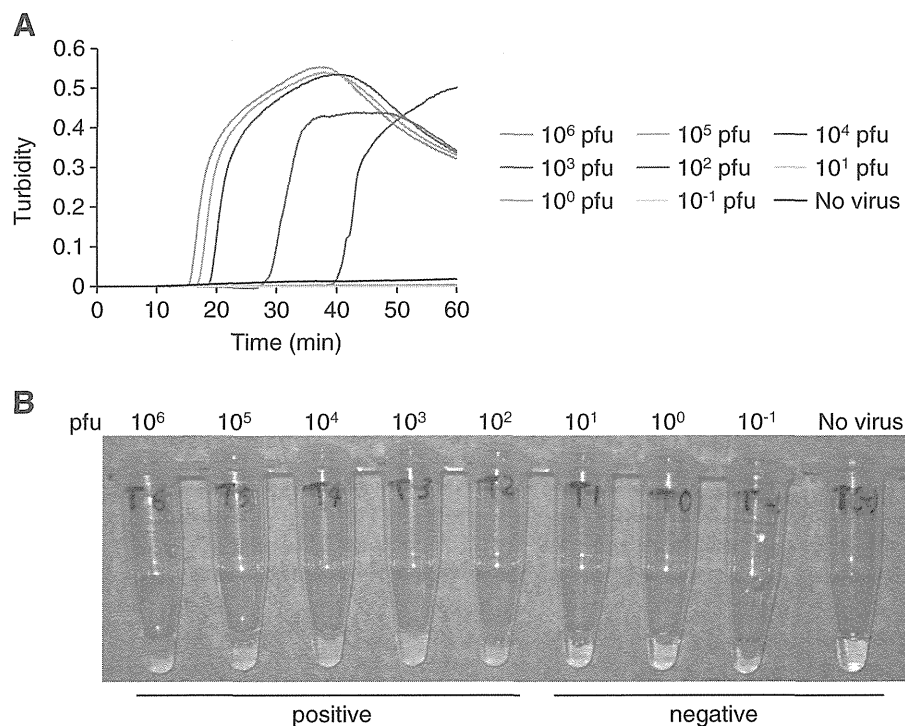 A
0.6
0.5
0.4
0.3
0.2
0.1
0
Turbidity
0 10 20 30 40 50 60
Time (min)
10⁶ pfu 10⁵ pfu 10⁴ pfu
10³ pfu 10² pfu 10¹ pfu
10⁰ pfu 10⁻¹ pfu No virus
B
pfu 10⁶ 10⁵ 10⁴ 10³ 10² 10¹ 10⁰ 10⁻¹ No virus
T6 T5 T4 T3 T2 T1 T0 T-1 T(-)
positive negative